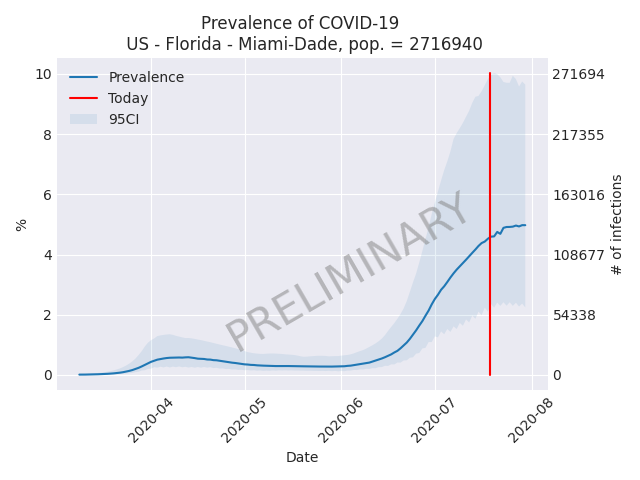 Prevalence of COVID-19
US - Florida - Miami-Dade, pop. = 2716940
Prevalence
Today
95CI
PRELIMINARY
%
10
8
6
4
2
0
271694
217355
163016
108677
54338
0
# of infections
2020-04
2020-05
2020-06
2020-07
2020-08
Date